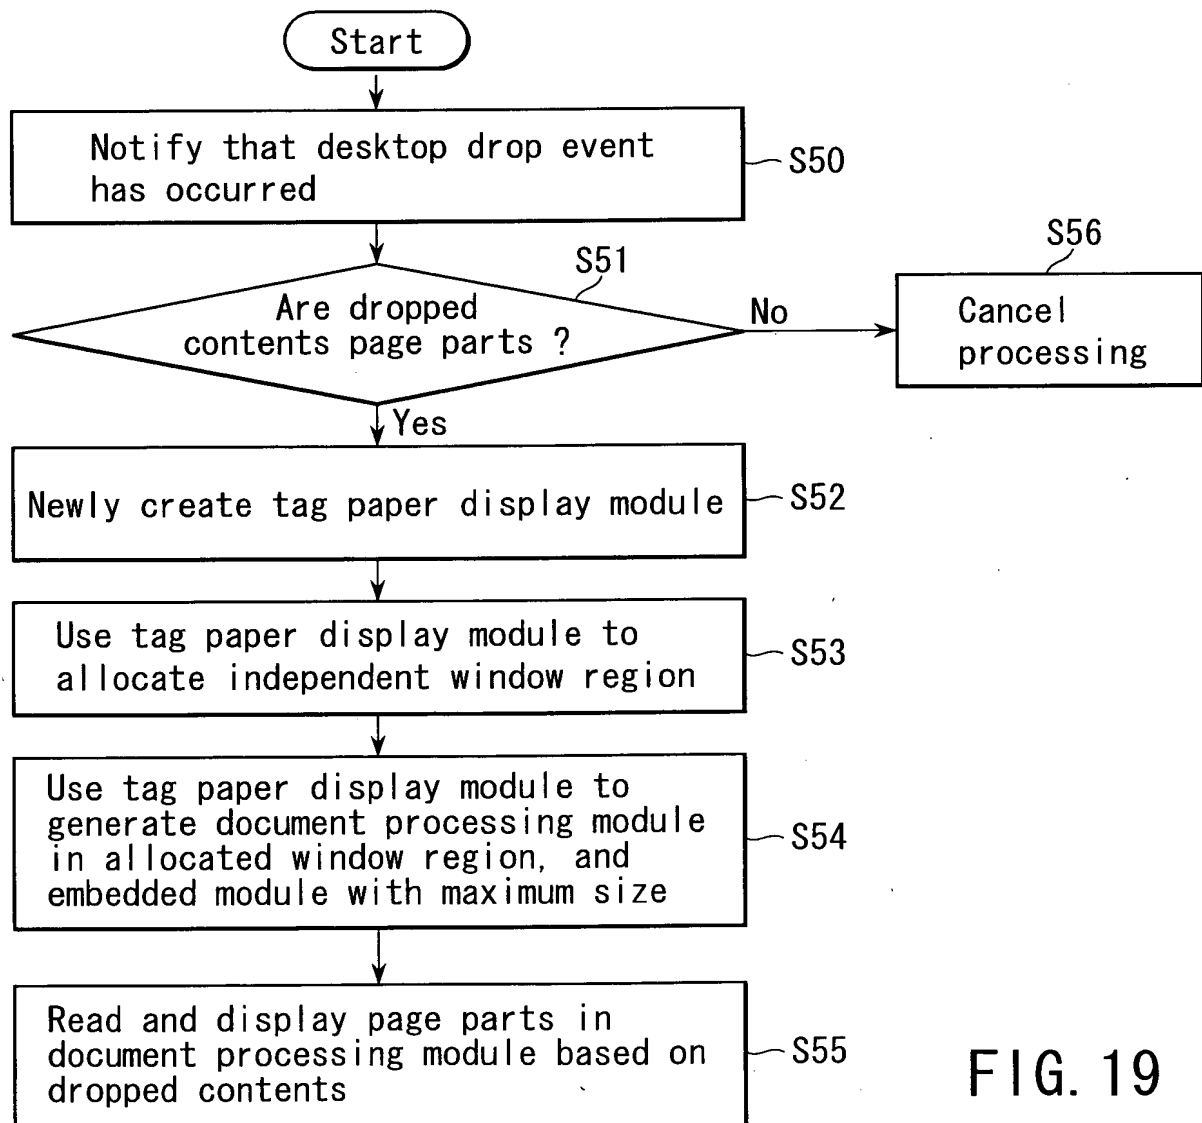 Start
Notify that desktop drop event
has occurred
S50
S51
Are dropped
contents page parts ?
No
S56
Cancel
processing
Yes
Newly create tag paper display module
S52
Use tag paper display module to
allocate independent window region
S53
Use tag paper display module to
generate document processing module
in allocated window region, and
embedded module with maximum size
S54
Read and display page parts in
document processing module based on
dropped contents
S55
FIG. 19